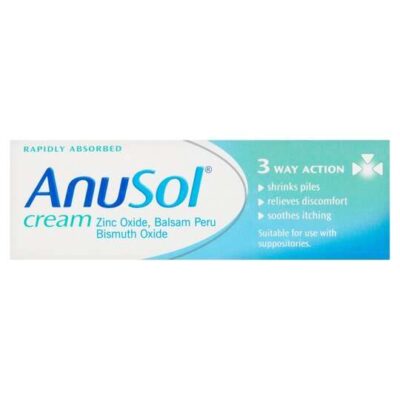 RAPIDLY ABSORBED
AnuSol®
cream Zinc Oxide, Balsam Peru
Bismuth Oxide
3 WAY ACTION
shrinks piles
relieves discomfort
soothes itching
Suitable for use with
suppositories.